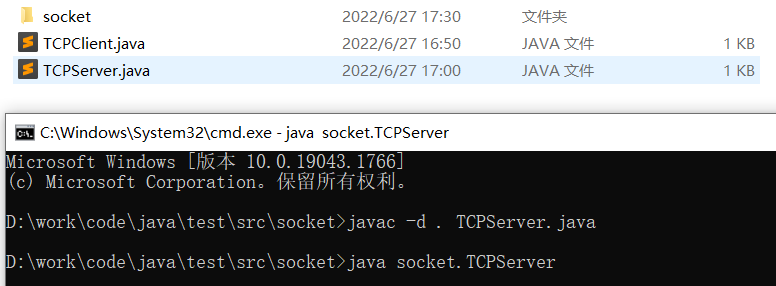 socket 2022/6/27 17:30 文件夹
TCPClient.java 2022/6/27 16:50 JAVA 文件 1 KB
TCPServer.java 2022/6/27 17:00 JAVA 文件 1 KB
C:\Windows\System32\cmd.exe - java socket.TCPServer
Microsoft Windows [版本 10.0.19043.1766]
(c) Microsoft Corporation。保留所有权利。
D:\work\code\java\test\src\socket>javac -d . TCPServer.java
D:\work\code\java\test\src\socket>java socket.TCPServer